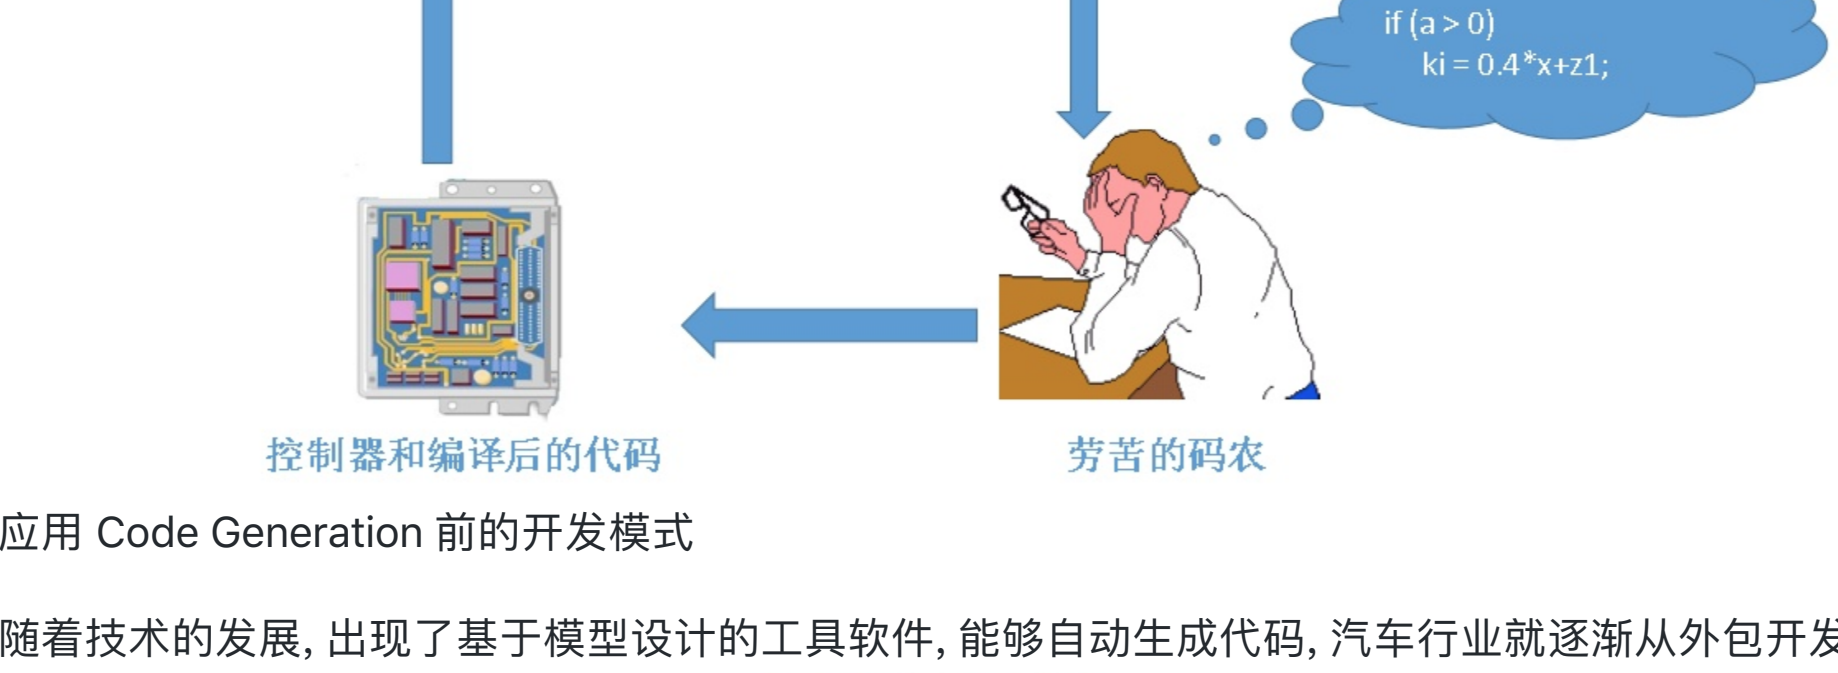 if (a > 0)
ki = 0.4*x+z1;
控制器和编译后的代码
劳苦的码农
应用 Code Generation 前的开发模式
随着技术的发展, 出现了基于模型设计的工具软件, 能够自动生成代码, 汽车行业就逐渐从外包开发